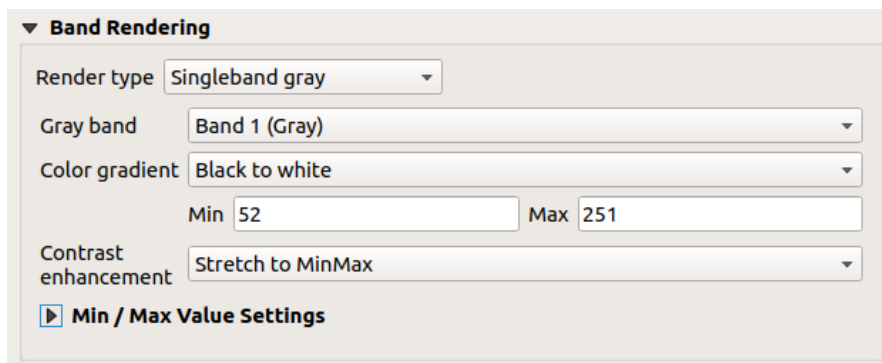 Band Rendering
Render type Singleband gray
Gray band Band 1 (Gray)
Color gradient Black to white
Min 52 Max 251
Contrast
enhancement Stretch to MinMax
Min / Max Value Settings